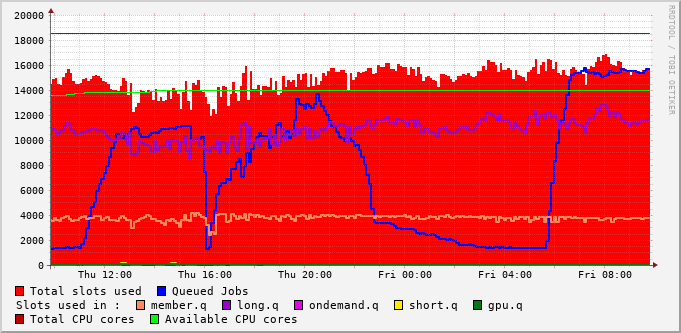 20000
18000
16000
14000
12000
10000
8000
6000
4000
2000
0
Thu 12:00 Thu 16:00 Thu 20:00 Fri 00:00 Fri 04:00 Fri 08:00
RRDTOOL / TOBI OETIKER
Total slots used Queued Jobs
Slots used in : member.q long.q ondemand.q short.q gpu.q
Total CPU cores Available CPU cores